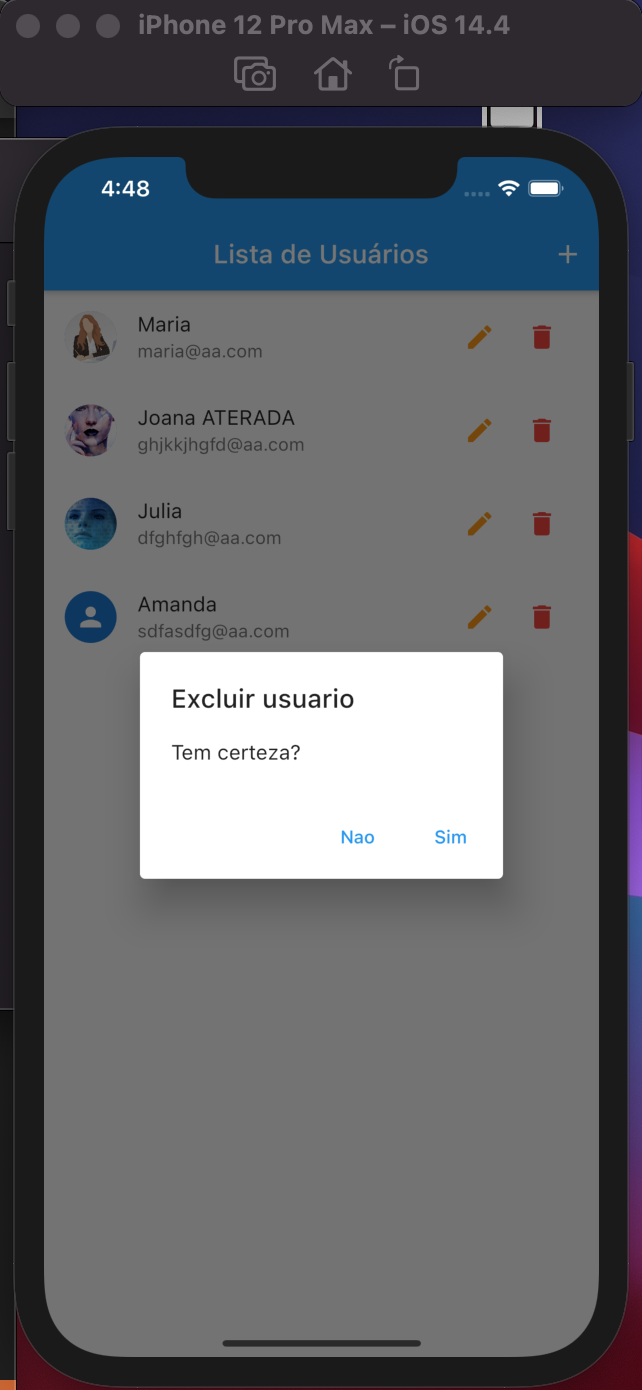 iPhone 12 Pro Max – iOS 14.4
4:48
Lista de Usuários
Maria
maria@aa.com
Joana ATERADA
ghjkkjhgfd@aa.com
Julia
dfghfgh@aa.com
Amanda
sdfasdfg@aa.com
Excluir usuario
Tem certeza?
Nao Sim